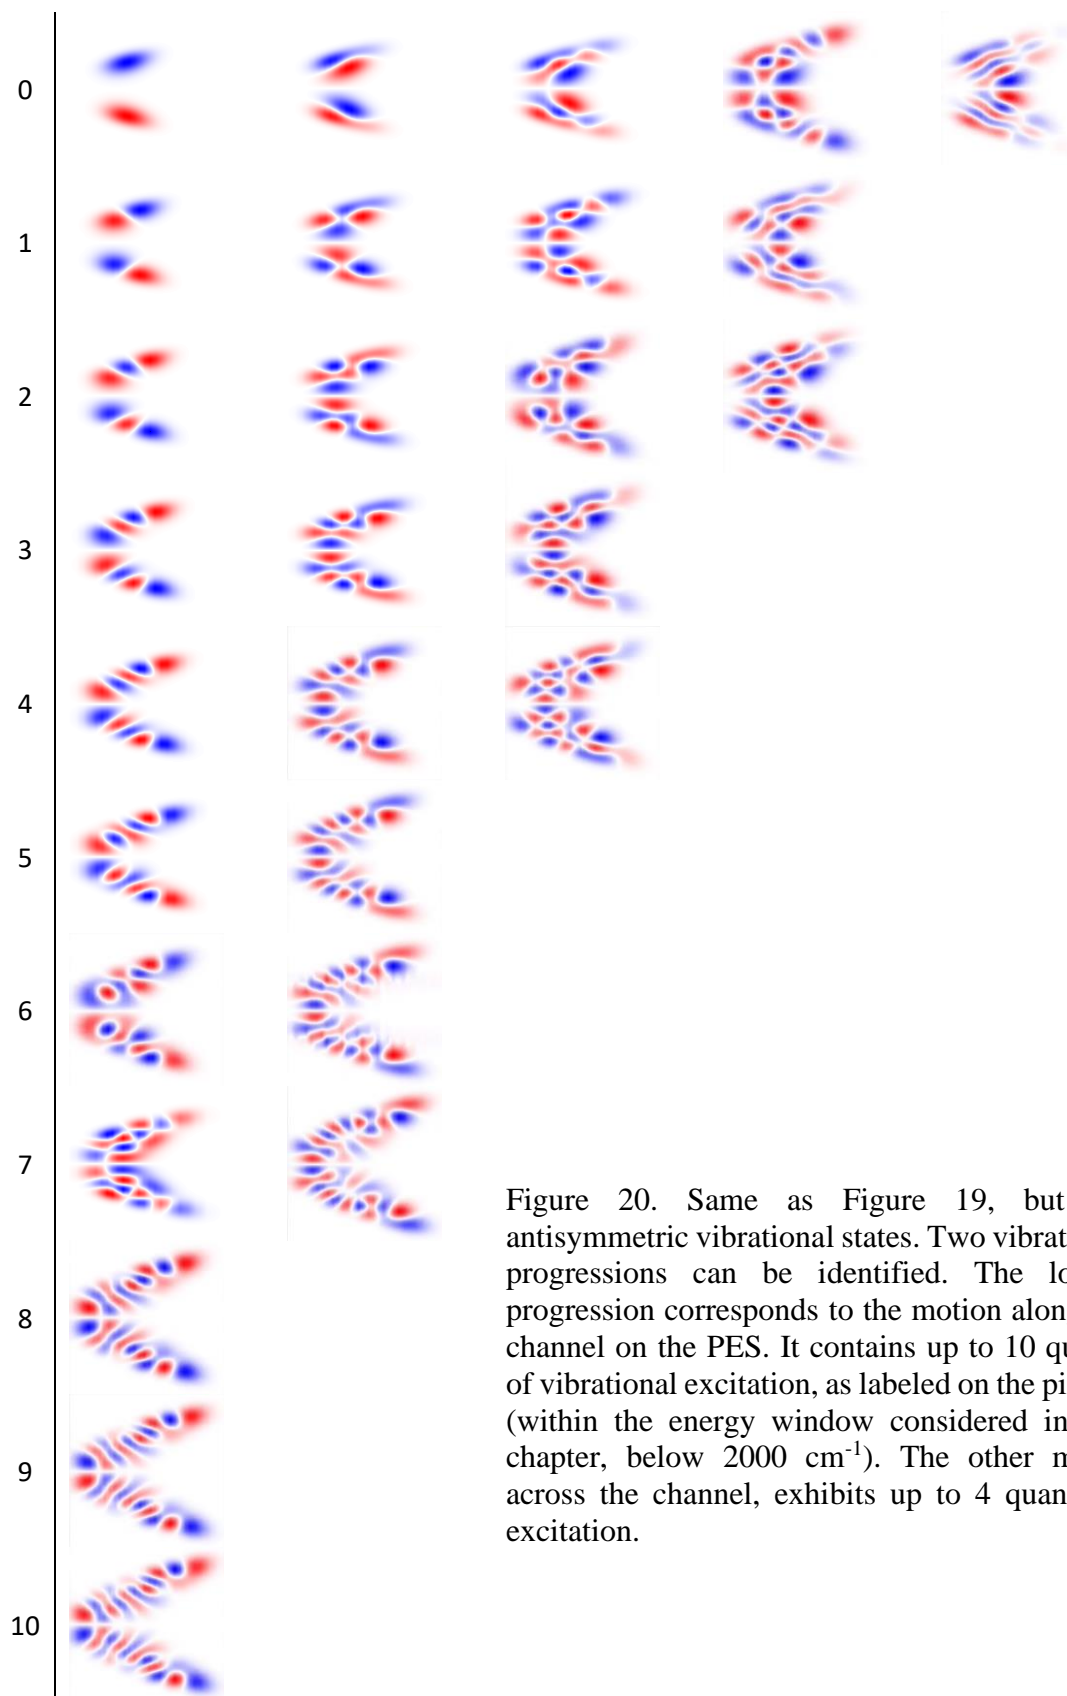 0
1
2
3
4
5
6
7
8
9
10
Figure 20. Same as Figure 19, but
antisymmetric vibrational states. Two
progressions can be identified. The
progression corresponds to the motion
channel on the PES. It contains up to 10
of vibrational excitation, as labeled on the
(within the energy window considered in
chapter, below 2000 cm⁻¹). The other
across the channel, exhibits up to 4
excitation.